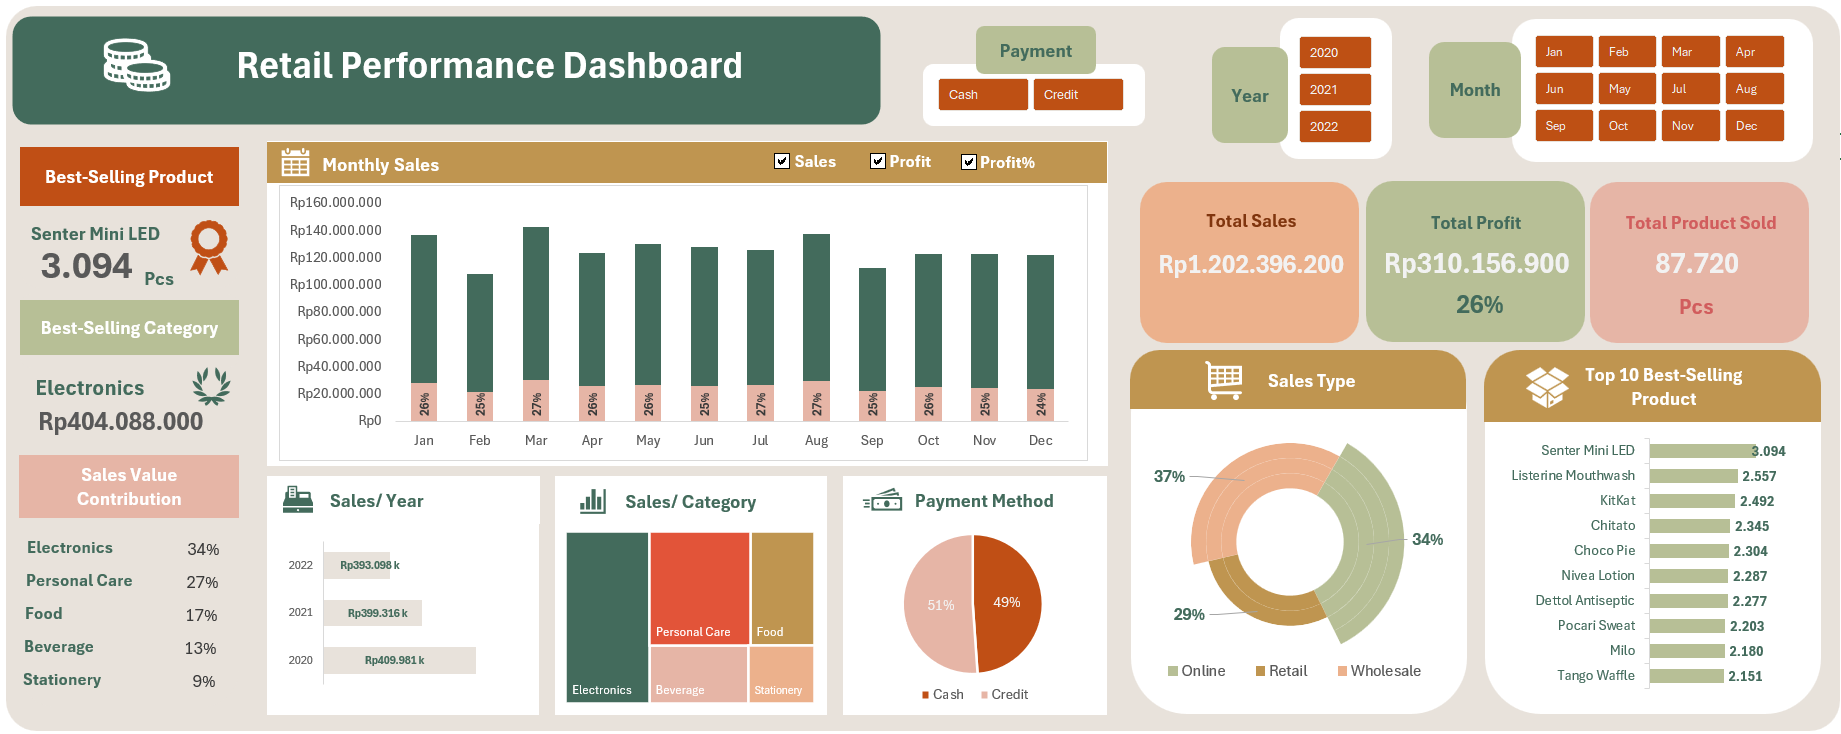 Retail Performance Dashboard
Payment
Cash
Credit
Year
2020
2021
2022
Month
Jan
Feb
Mar
Apr
Jun
May
Jul
Aug
Sep
Oct
Nov
Dec
Best-Selling Product
Senter Mini LED
3.094
Pcs
Best-Selling Category
Electronics
Rp404.088.000
Sales Value
Contribution
Electronics 34%
Personal Care 27%
Food 17%
Beverage 13%
Stationery 9%
Monthly Sales
Sales
Profit
Profit%
Rp160.000.000
Rp140.000.000
Rp120.000.000
Rp100.000.000
Rp80.000.000
Rp60.000.000
Rp40.000.000
Rp20.000.000
Rp0
26%
25%
27%
26%
26%
25%
27%
27%
25%
26%
25%
24%
Jan
Feb
Mar
Apr
May
Jun
Jul
Aug
Sep
Oct
Nov
Dec
Sales/ Year
2022 Rp393.098 k
2021 Rp399.316 k
2020 Rp409.981 k
Sales/ Category
Electronics
Personal Care
Food
Beverage
Stationery
Payment Method
51%
49%
Cash
Credit
Total Sales
Rp1.202.396.200
Total Profit
Rp310.156.900
26%
Total Product Sold
87.720
Pcs
Sales Type
37%
34%
29%
Online
Retail
Wholesale
Top 10 Best-Selling
Product
Senter Mini LED 3.094
Listerine Mouthwash 2.557
KitKat 2.492
Chitato 2.345
Choco Pie 2.304
Nivea Lotion 2.287
Dettol Antiseptic 2.277
Pocari Sweat 2.203
Milo 2.180
Tango Waffle 2.151